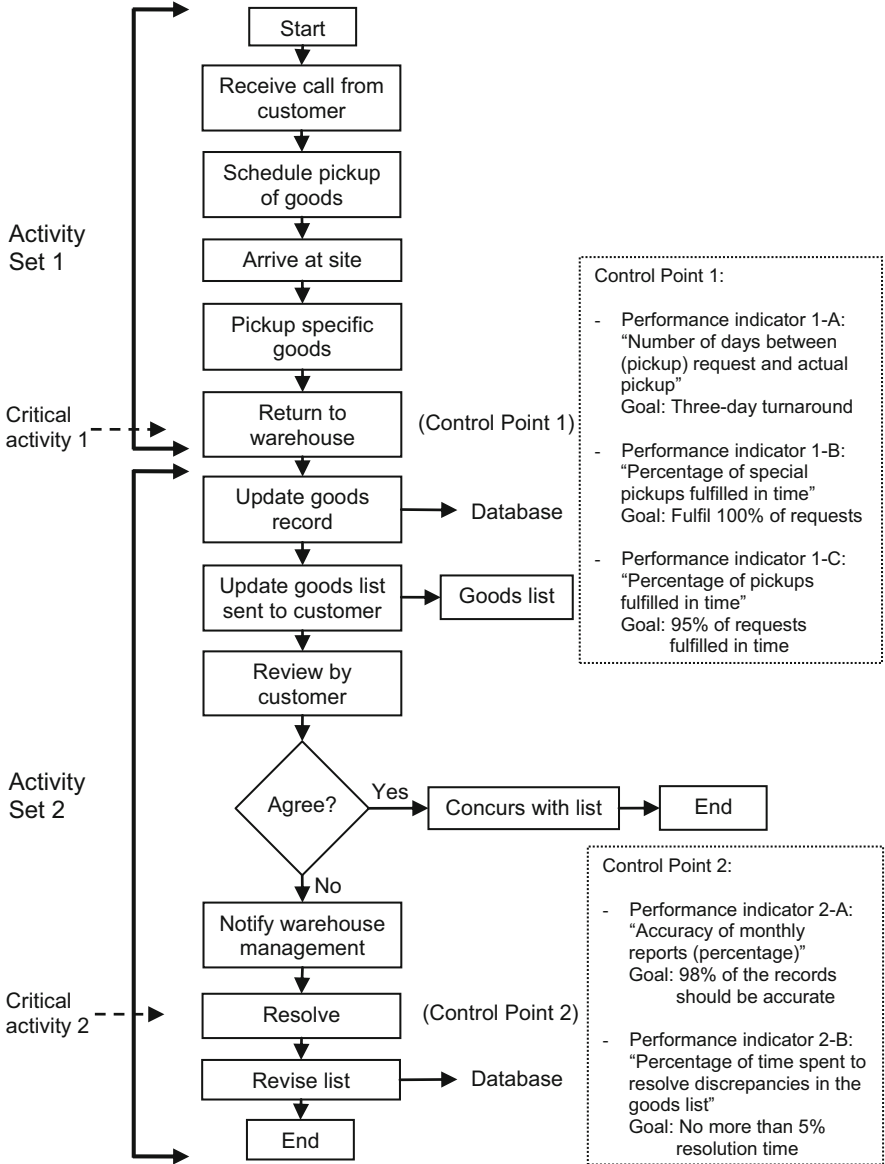 Start
Receive call from
customer
Schedule pickup
of goods
Activity
Set 1
Arrive at site
Pickup specific
goods
Critical
activity 1
Return to
warehouse
(Control Point 1)
Control Point 1:
- Performance indicator 1-A:
“Number of days between
(pickup) request and actual
pickup”
Goal: Three-day turnaround
- Performance indicator 1-B:
“Percentage of special
pickups fulfilled in time”
Goal: Fulfil 100% of requests
- Performance indicator 1-C:
“Percentage of pickups
fulfilled in time”
Goal: 95% of requests
fulfilled in time
Update goods
record
Database
Update goods list
sent to customer
Goods list
Review by
customer
Activity
Set 2
Agree?
Yes
Concurs with list
End
No
Notify warehouse
management
Critical
activity 2
Resolve
(Control Point 2)
Revise list
Database
End
Control Point 2:
- Performance indicator 2-A:
“Accuracy of monthly
reports (percentage)”
Goal: 98% of the records
should be accurate
- Performance indicator 2-B:
“Percentage of time spent to
resolve discrepancies in the
goods list”
Goal: No more than 5%
resolution time